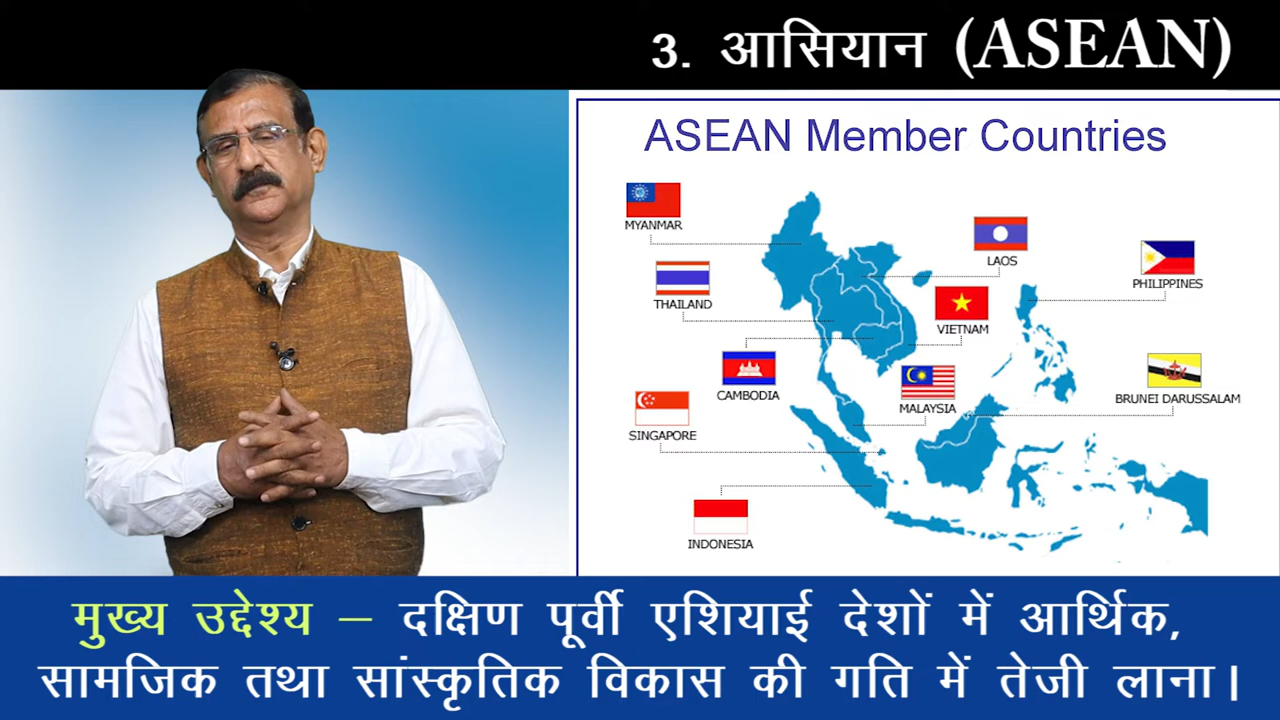 3. आसियान (ASEAN)
ASEAN Member Countries
MYANMAR
LAOS
PHILIPPINES
THAILAND
VIETNAM
CAMBODIA
MALAYSIA
BRUNEI DARUSSALAM
SINGAPORE
INDONESIA
मुख्य उद्देश्य – दक्षिण पूर्वी एशियाई देशों में आर्थिक,
सामजिक तथा सांस्कृतिक विकास की गति में तेजी लाना।